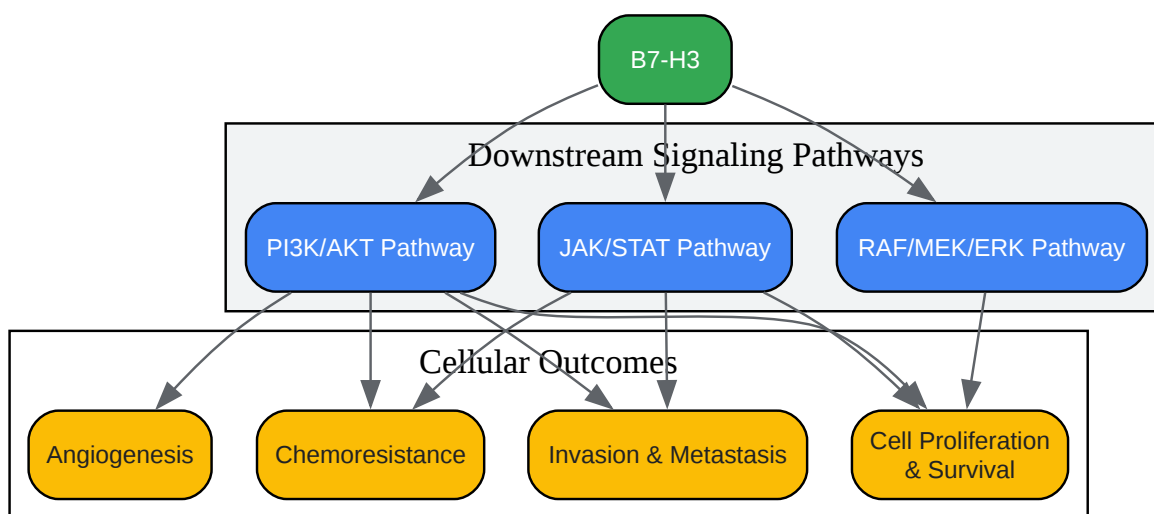 B7-H3
Downstream Signaling Pathways
PI3K/AKT Pathway
JAK/STAT Pathway
RAF/MEK/ERK Pathway
Cellular Outcomes
Angiogenesis
Chemoresistance
Invasion & Metastasis
Cell Proliferation
& Survival